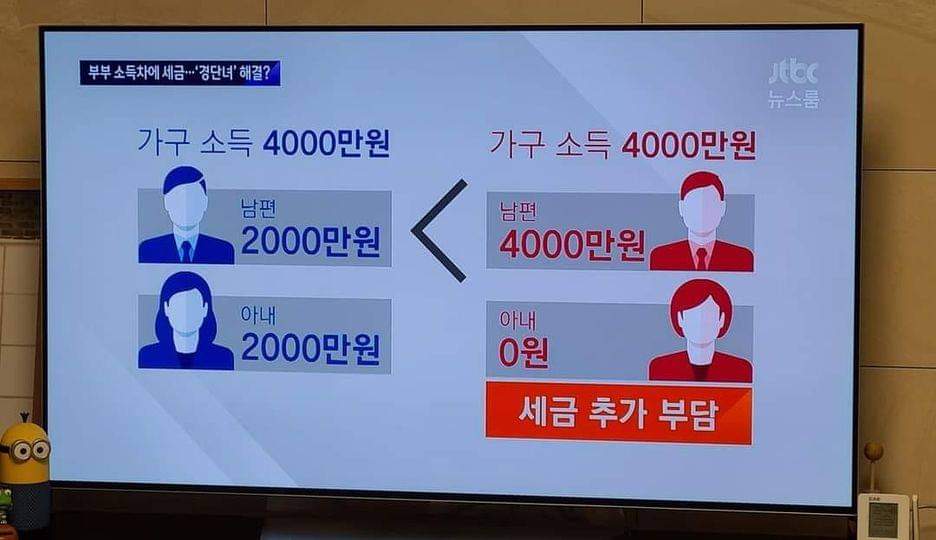 부부 소득차에 세금…'경단녀' 해결?
jtbc
뉴스룸
가구 소득 4000만원
남편
2000만원
아내
2000만원
<
가구 소득 4000만원
남편
4000만원
아내
0원
세금 추가 부담